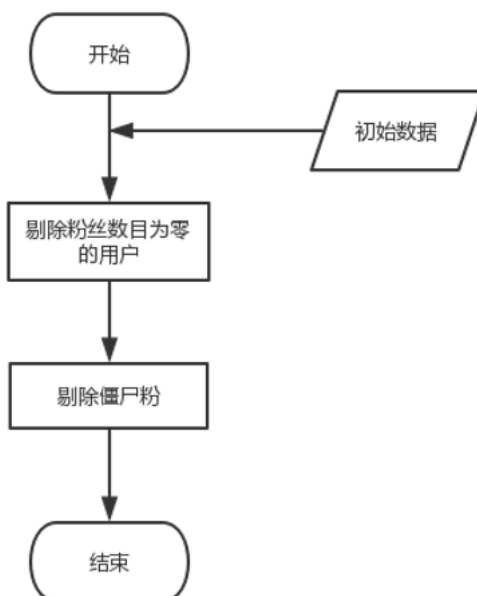 开始
初始数据
剔除粉丝数目为零
的用户
剔除僵尸粉
结束